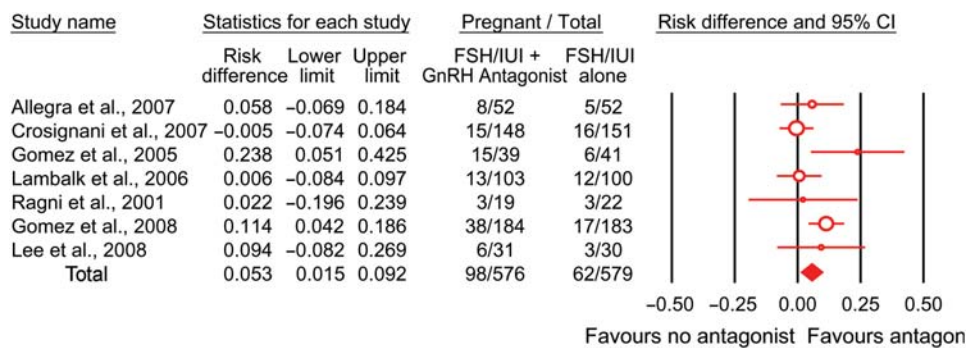 Study name Statistics for each study Pregnant / Total Risk difference and 95% CI
Risk Lower Upper FSH/IUI + FSH/IUI
difference limit limit GnRH Antagonist alone
Allegra et al., 2007 0.058 −0.069 0.184 8/52 5/52
Crosignani et al., 2007 −0.005 −0.074 0.064 15/148 16/151
Gomez et al., 2005 0.238 0.051 0.425 15/39 6/41
Lambalk et al., 2006 0.006 −0.084 0.097 13/103 12/100
Ragni et al., 2001 0.022 −0.196 0.239 3/19 3/22
Gomez et al., 2008 0.114 0.042 0.186 38/184 17/183
Lee et al., 2008 0.094 −0.082 0.269 6/31 3/30
Total 0.053 0.015 0.092 98/576 62/579
−0.50 −0.25 0.00 0.25 0.50
Favours no antagonist Favours antagon